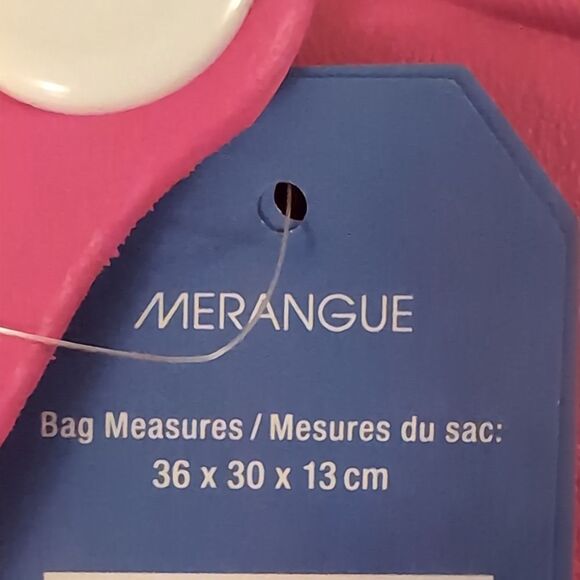 MERANGUE
Bag Measures / Mesures du sac:
36 x 30 x 13 cm